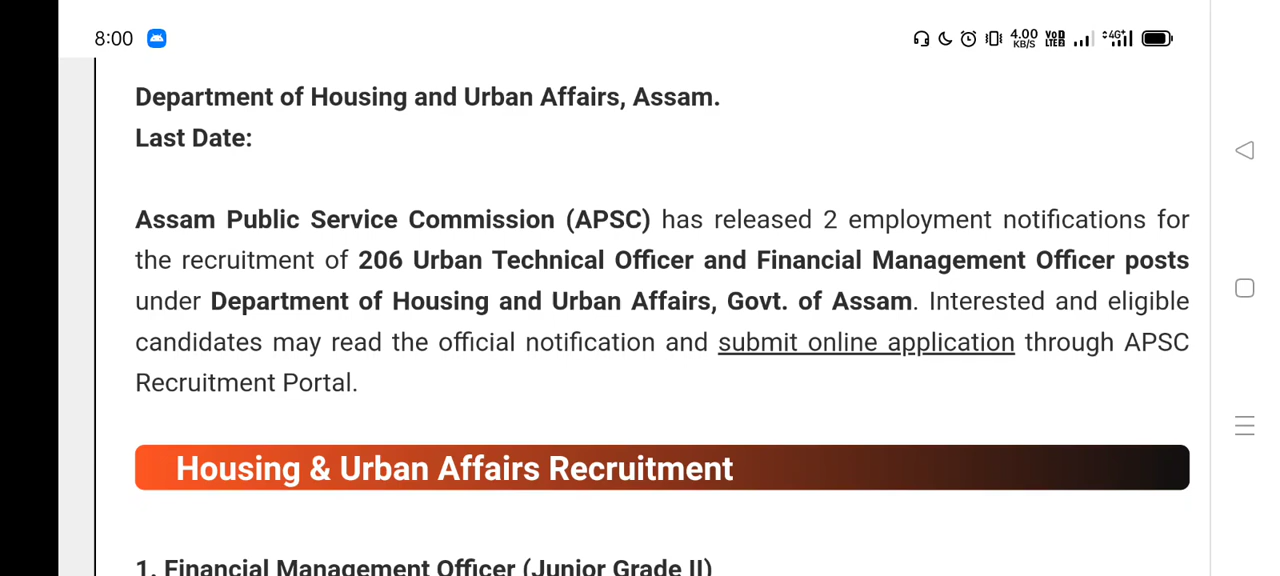 8:00 4.00 KB/S VoD LTE2 4G+
Department of Housing and Urban Affairs, Assam.
Last Date:
Assam Public Service Commission (APSC) has released 2 employment notifications for
the recruitment of 206 Urban Technical Officer and Financial Management Officer posts
under Department of Housing and Urban Affairs, Govt. of Assam. Interested and eligible
candidates may read the official notification and submit online application through APSC
Recruitment Portal.
Housing & Urban Affairs Recruitment
1. Financial Management Officer (Junior Grade II)